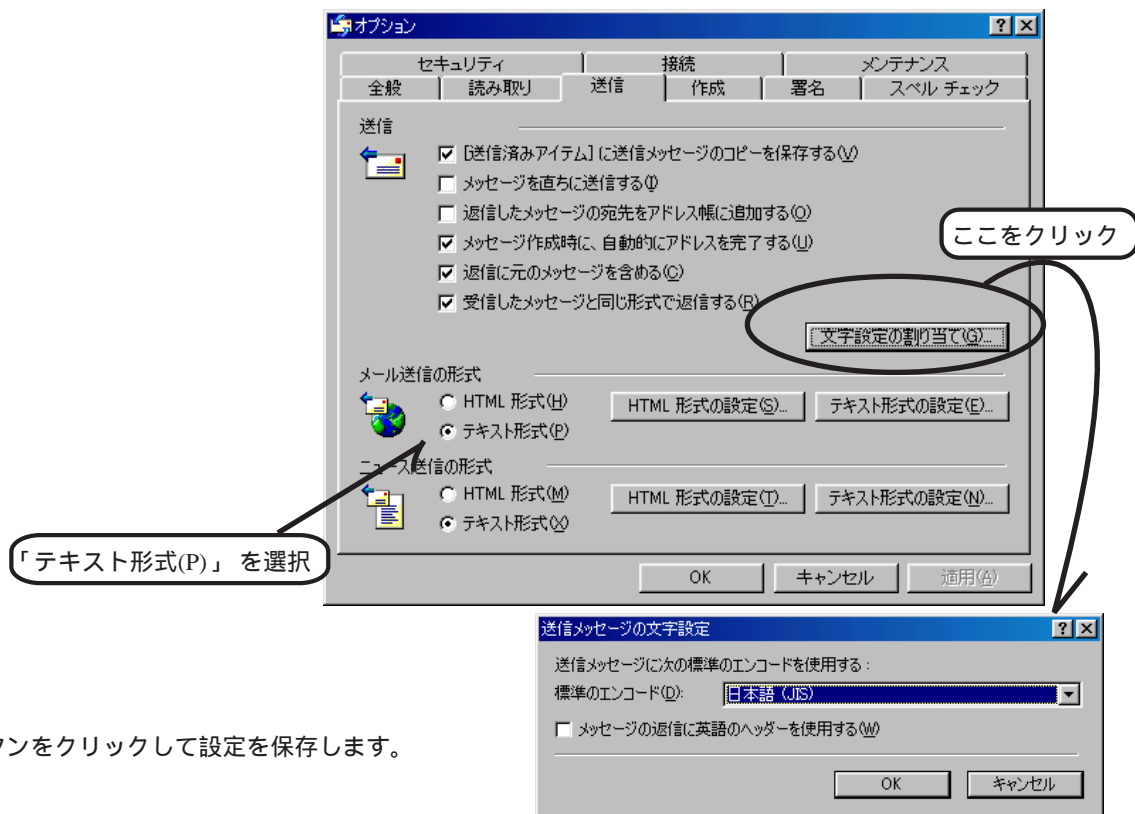 オプション
セキュリティ 接続 メンテナンス
全般 読み取り 送信 作成 署名 スペル チェック
送信
[送信済みアイテム] に送信メッセージのコピーを保存する(V)
メッセージを直ちに送信する(I)
返信したメッセージの宛先をアドレス帳に追加する(O)
メッセージ作成時に、自動的にアドレスを完了する(U)
返信に元のメッセージを含める(C)
受信したメッセージと同じ形式で返信する(R)
ここをクリック
文字設定の割り当て(G)...
メール送信の形式
HTML 形式(H) HTML 形式の設定(S)... テキスト形式の設定(E)...
テキスト形式(P)
ニュース送信の形式
HTML 形式(M) HTML 形式の設定(T)... テキスト形式の設定(N)...
テキスト形式(X)
「テキスト形式(P)」 を選択
OK キャンセル 適用(A)
送信メッセージの文字設定
送信メッセージに次の標準のエンコードを使用する :
標準のエンコード(D): 日本語 (JIS)
メッセージの返信に英語のヘッダーを使用する(W)
ンをクリックして設定を保存します。
OK キャンセル